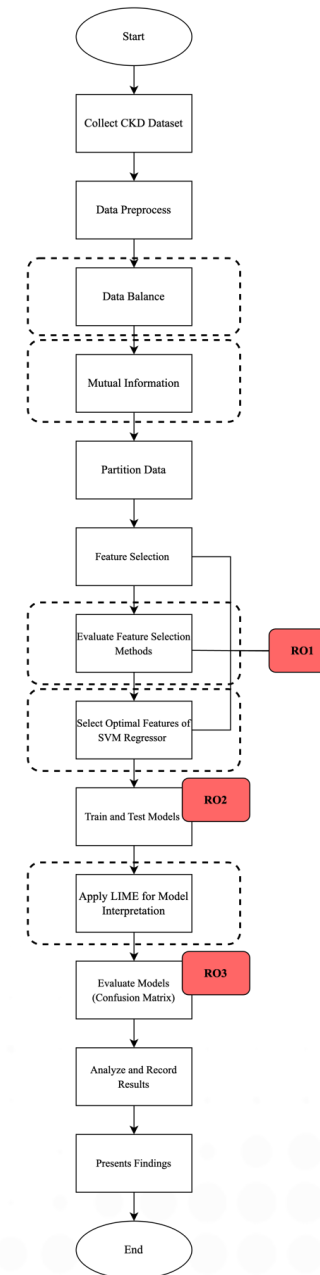 Start
Collect CKD Dataset
Data Preprocess
Data Balance
Mutual Information
Partition Data
Feature Selection
Evaluate Feature Selection
Methods
RO1
Select Optimal Features of
SVM Regressor
RO2
Train and Test Models
Apply LIME for Model
Interpretation
RO3
Evaluate Models
(Confusion Matrix)
Analyze and Record
Results
Presents Findings
End